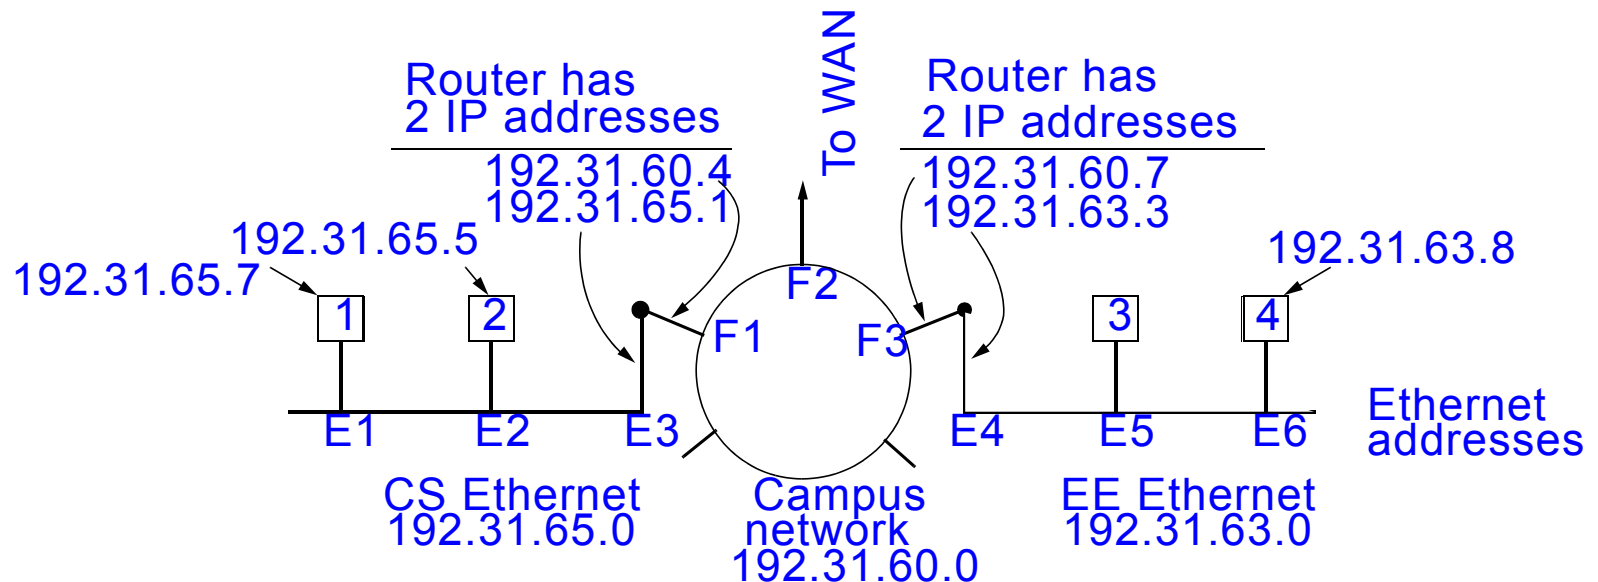 To WAN
Router has
2 IP addresses
192.31.60.4
192.31.65.1
Router has
2 IP addresses
192.31.60.7
192.31.63.3
192.31.65.7
192.31.65.5
192.31.63.8
1
2
F1
F2
F3
3
4
E1
E2
E3
E4
E5
E6
Ethernet
addresses
CS Ethernet
192.31.65.0
Campus
network
192.31.60.0
EE Ethernet
192.31.63.0